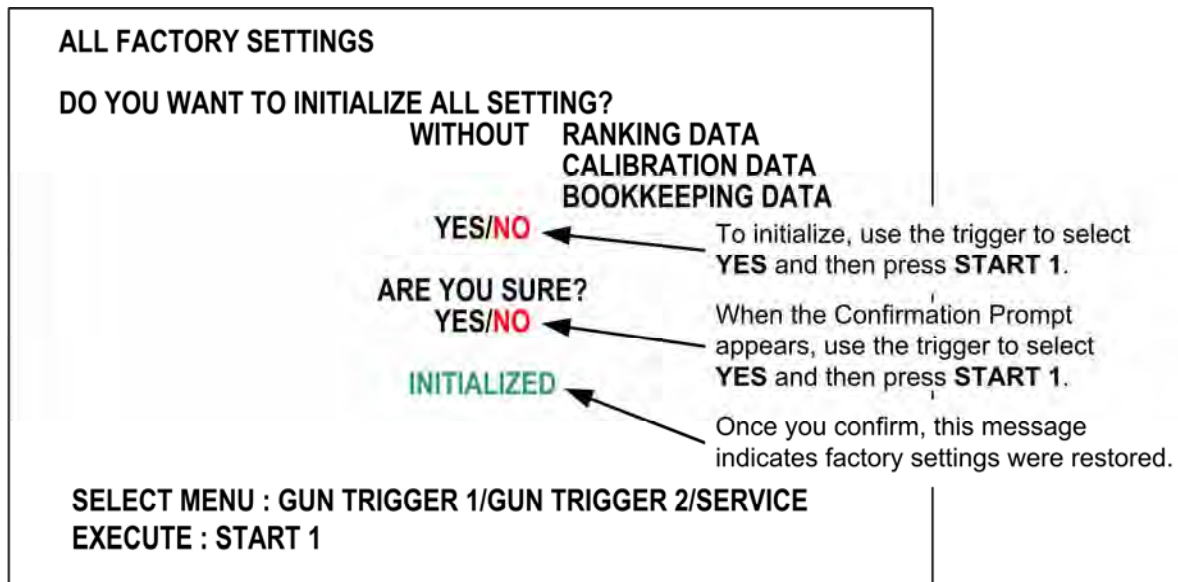 ALL FACTORY SETTINGS
DO YOU WANT TO INITIALIZE ALL SETTING?
WITHOUT RANKING DATA
CALIBRATION DATA
BOOKKEEPING DATA
YES/NO
To initialize, use the trigger to select
YES and then press START 1.
ARE YOU SURE?
YES/NO
When the Confirmation Prompt
appears, use the trigger to select
YES and then press START 1.
INITIALIZED
Once you confirm, this message
indicates factory settings were restored.
SELECT MENU : GUN TRIGGER 1/GUN TRIGGER 2/SERVICE
EXECUTE : START 1